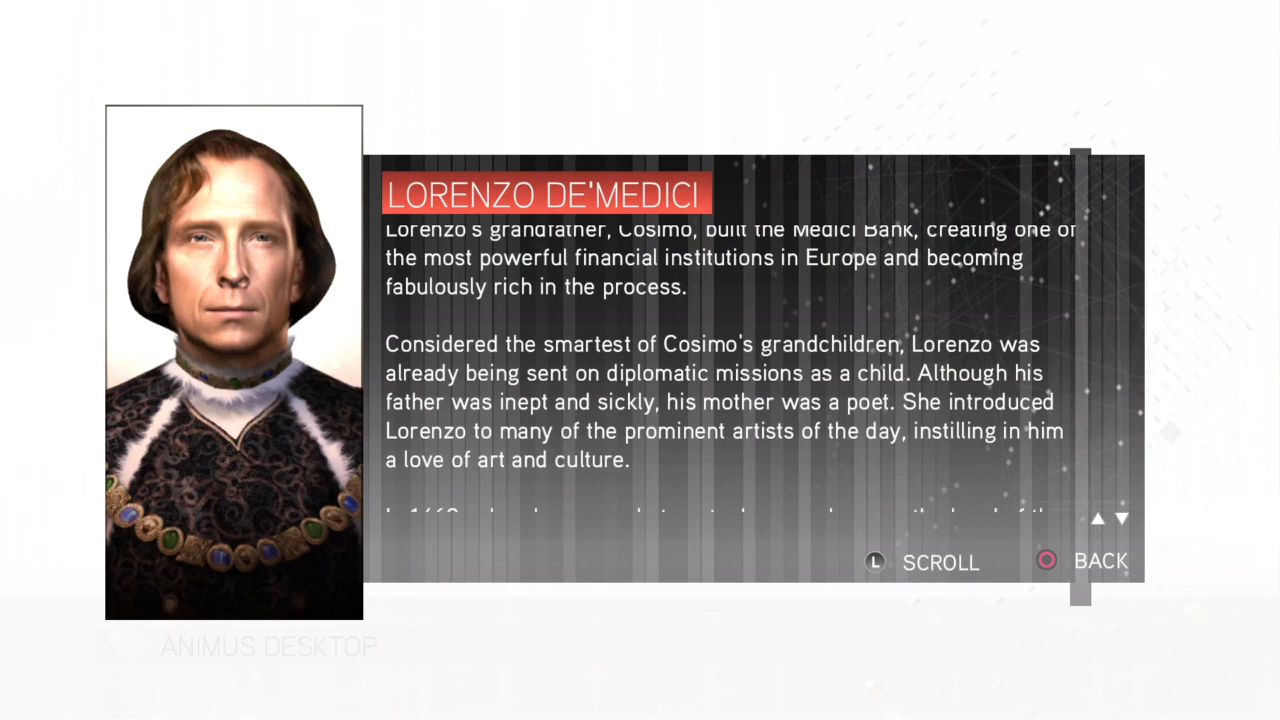 LORENZO DE'MEDICI
Lorenzo's grandfather, Cosimo, built the Medici Bank, creating one of
the most powerful financial institutions in Europe and becoming
fabulously rich in the process.
Considered the smartest of Cosimo's grandchildren, Lorenzo was
already being sent on diplomatic missions as a child. Although his
father was inept and sickly, his mother was a poet. She introduced
Lorenzo to many of the prominent artists of the day, instilling in him
a love of art and culture.
L SCROLL
BACK
ANIMUS DESKTOP